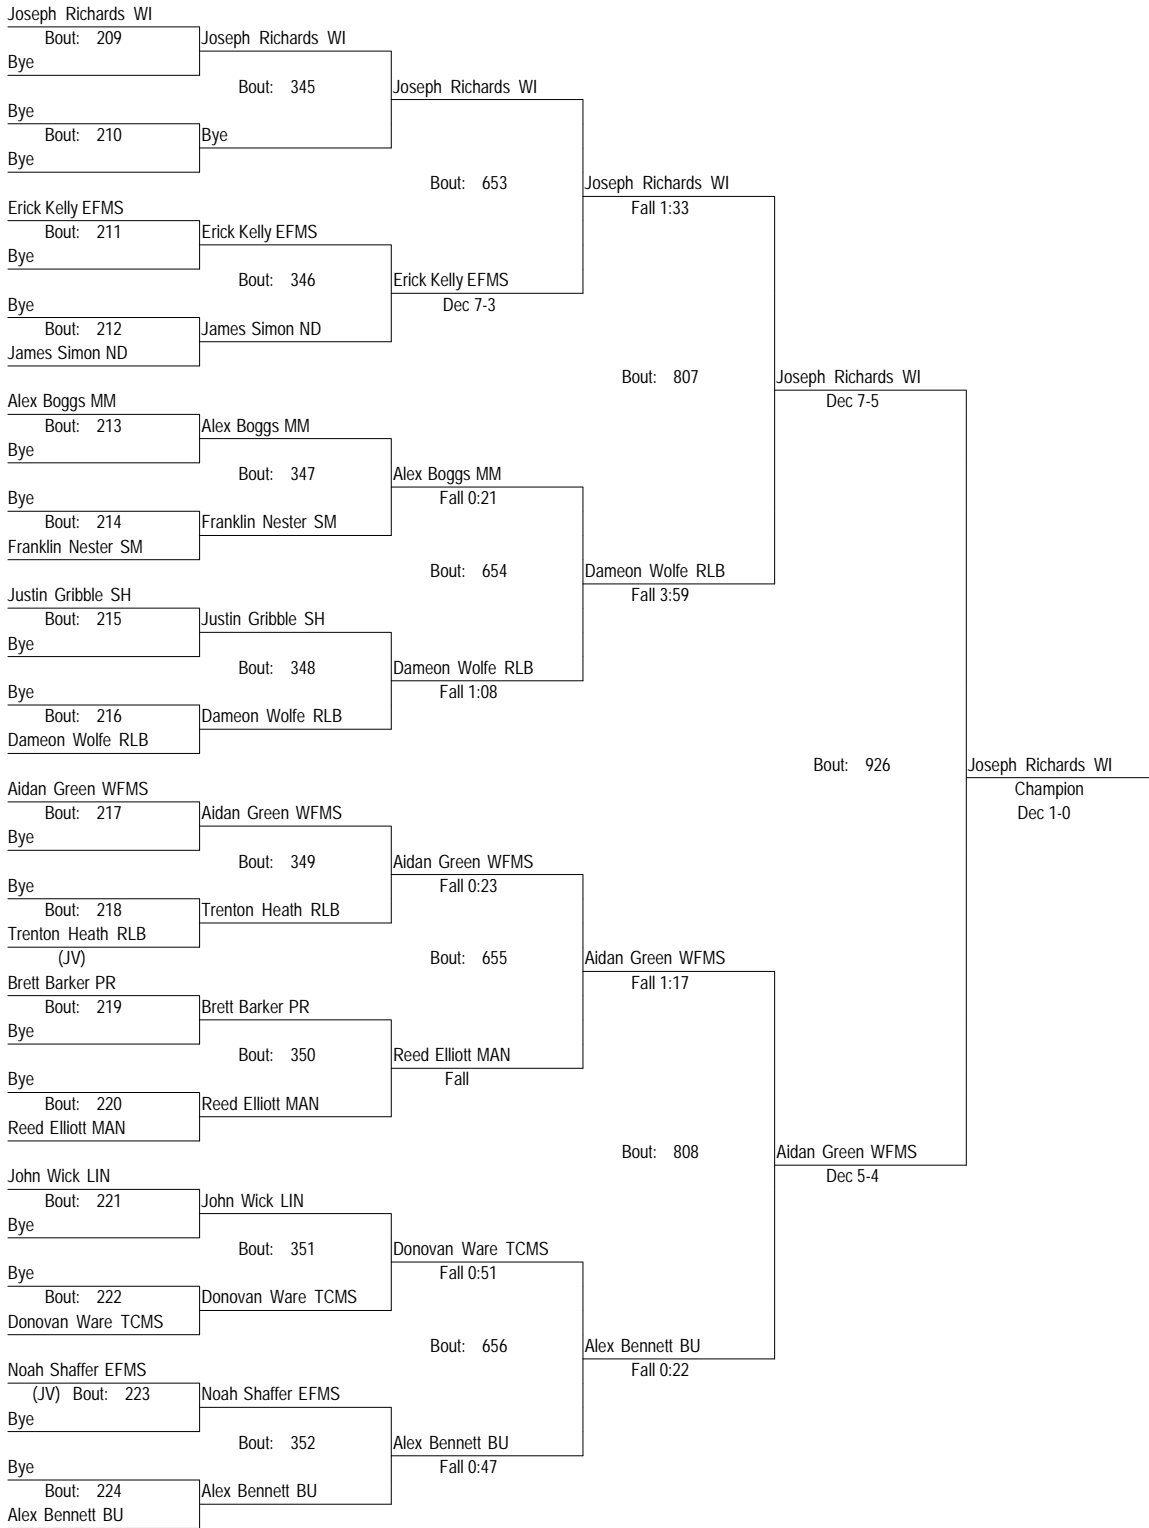 Joseph Richards WI
Bout: 209
Joseph Richards WI
Bye
Bout: 345
Joseph Richards WI
Bye
Bout: 210
Bye
Bye
Bout: 653
Joseph Richards WI
Fall 1:33
Erick Kelly EFMS
Bout: 211
Erick Kelly EFMS
Bye
Bout: 346
Erick Kelly EFMS
Dec 7-3
Bye
Bout: 212
James Simon ND
James Simon ND
Bout: 807
Joseph Richards WI
Dec 7-5
Alex Boggs MM
Bout: 213
Alex Boggs MM
Bye
Bout: 347
Alex Boggs MM
Fall 0:21
Bye
Bout: 214
Franklin Nester SM
Franklin Nester SM
Bout: 654
Dameon Wolfe RLB
Fall 3:59
Justin Gribble SH
Bout: 215
Justin Gribble SH
Bye
Bout: 348
Dameon Wolfe RLB
Fall 1:08
Bye
Bout: 216
Dameon Wolfe RLB
Dameon Wolfe RLB
Bout: 926
Joseph Richards WI
Champion
Dec 1-0
Aidan Green WFMS
Bout: 217
Aidan Green WFMS
Bye
Bout: 349
Aidan Green WFMS
Fall 0:23
Bye
Bout: 218
Trenton Heath RLB
Trenton Heath RLB
(JV)
Bout: 655
Aidan Green WFMS
Fall 1:17
Brett Barker PR
Bout: 219
Brett Barker PR
Bye
Bout: 350
Reed Elliott MAN
Fall
Bye
Bout: 220
Reed Elliott MAN
Reed Elliott MAN
Bout: 808
Aidan Green WFMS
Dec 5-4
John Wick LIN
Bout: 221
John Wick LIN
Bye
Bout: 351
Donovan Ware TCMS
Fall 0:51
Bye
Bout: 222
Donovan Ware TCMS
Donovan Ware TCMS
Bout: 656
Alex Bennett BU
Fall 0:22
Noah Shaffer EFMS
(JV) Bout: 223
Noah Shaffer EFMS
Bye
Bout: 352
Alex Bennett BU
Fall 0:47
Bye
Bout: 224
Alex Bennett BU
Alex Bennett BU